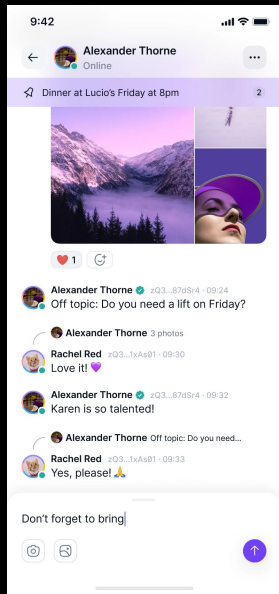 9:42
Alexander Thorne
Online
Dinner at Lucio's Friday at 8pm 2
1
Alexander Thorne zQ3...87dSr4 · 09:24
Off topic: Do you need a lift on Friday?
Alexander Thorne 3 photos
Rachel Red zQ3...1xAs01 · 09:30
Love it! 💜
Alexander Thorne zQ3...87dSr4 · 09:32
Karen is so talented!
Alexander Thorne Off topic: Do you need...
Rachel Red zQ3...1xAs01 · 09:33
Yes, please! 🙏
Don't forget to bring